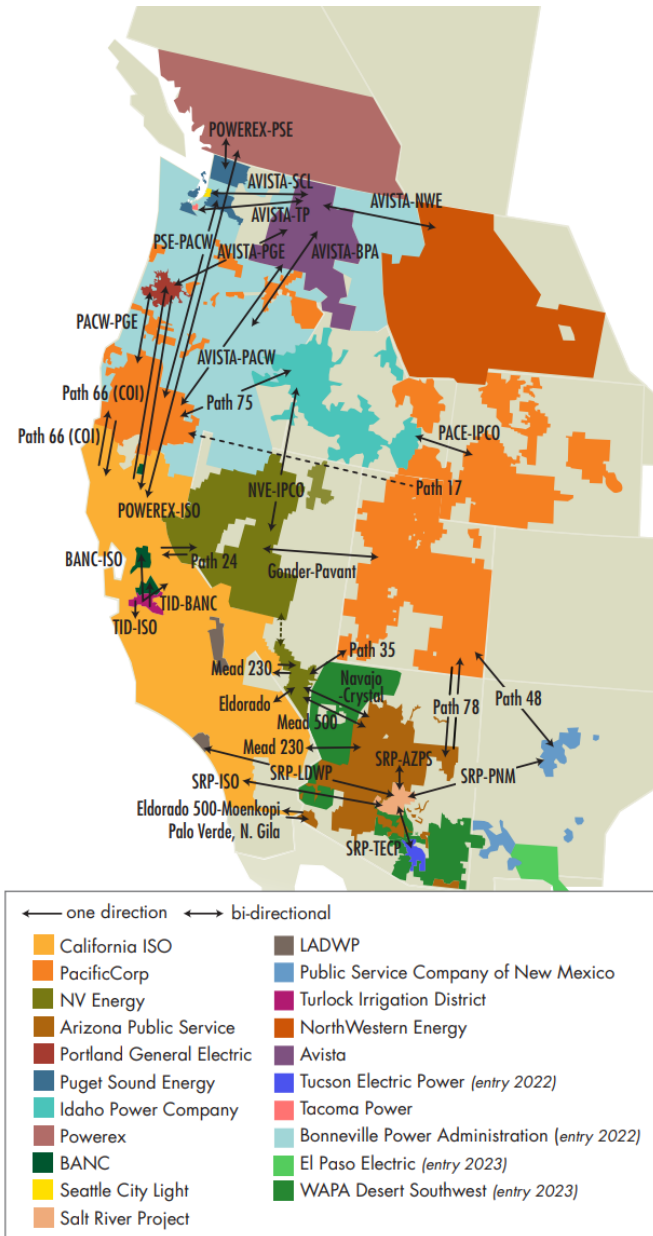 POWEREX-PSE
AVISTA-SCL
AVISTA-NWE
AVISTA-TP
PSE-PACW
AVISTA-PGE
AVISTA-BPA
PACW-PGE
AVISTA-PACW
Path 66 (COI)
Path 75
Path 66 (COI)
PACE-IPCO
NVE-IPCO
Path 17
POWEREX-ISO
BANC-ISO
Path 24
Gonder-Pavant
TID-BANC
TID-ISO
Path 35
Mead 230
Navajo
-Crystal
Eldorado
Path 48
Path 78
Mead 500
Mead 230
SRP-AZPS
SRP-LDWP
SRP-PNM
SRP-ISO
Eldorado 500-Moenkopi
Palo Verde, N. Gila
SRP-TECP
one direction
bi-directional
California ISO
PacificCorp
NV Energy
Arizona Public Service
Portland General Electric
Puget Sound Energy
Idaho Power Company
Powerex
BANC
Seattle City Light
Salt River Project
LADWP
Public Service Company of New Mexico
Turlock Irrigation District
NorthWestern Energy
Avista
Tucson Electric Power (entry 2022)
Tacoma Power
Bonneville Power Administration (entry 2022)
El Paso Electric (entry 2023)
WAPA Desert Southwest (entry 2023)